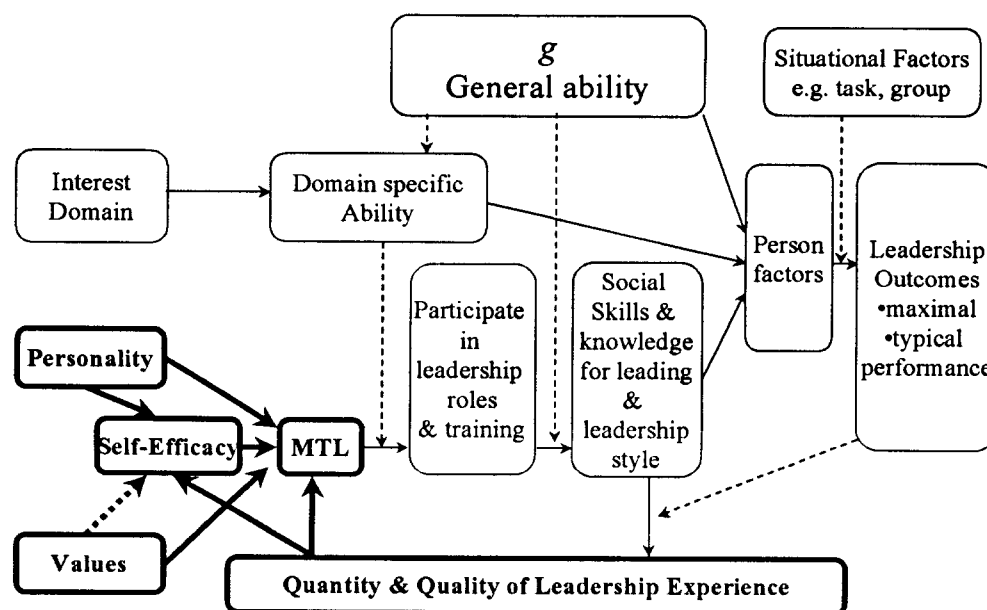 g
General ability
Situational Factors
e.g. task, group
Interest
Domain
Domain specific
Ability
Person
factors
Leadership
Outcomes
•maximal
•typical
performance
Participate
in
leadership
roles
& training
Social
Skills &
knowledge
for leading
&
leadership
style
Personality
Self-Efficacy
MTL
Values
Quantity & Quality of Leadership Experience